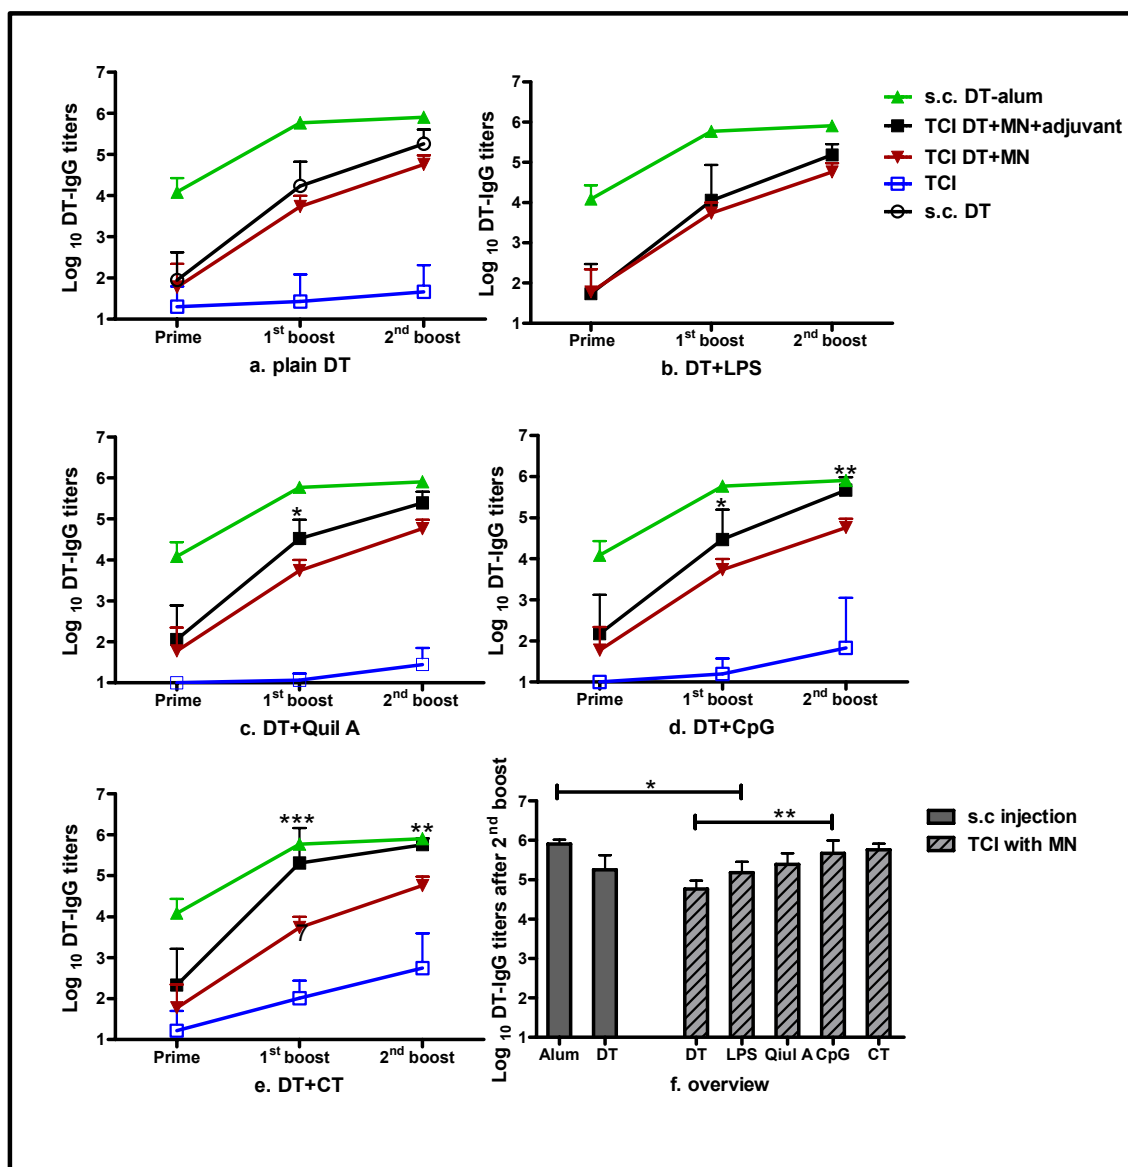 7
6
5
4
3
2
1
Log 10 DT-IgG titers
Prime
1st boost
2nd boost
a. plain DT
7
6
5
4
3
2
1
Log 10 DT-IgG titers
Prime
1st boost
2nd boost
b. DT+LPS
s.c. DT-alum
TCI DT+MN+adjuvant
TCI DT+MN
TCI
s.c. DT
7
6
5
4
3
2
1
Log 10 DT-IgG titers
*
Prime
1st boost
2nd boost
c. DT+Quil A
7
6
5
4
3
2
1
Log 10 DT-IgG titers
*
**
Prime
1st boost
2nd boost
d. DT+CpG
7
6
5
4
3
2
1
Log 10 DT-IgG titers
***
**
7
Prime
1st boost
2nd boost
e. DT+CT
7
6
5
4
3
2
1
Log 10 DT-IgG titers after 2nd boost
*
**
Alum
DT
DT
LPS
Qiul A
CpG
CT
f. overview
s.c injection
TCI with MN